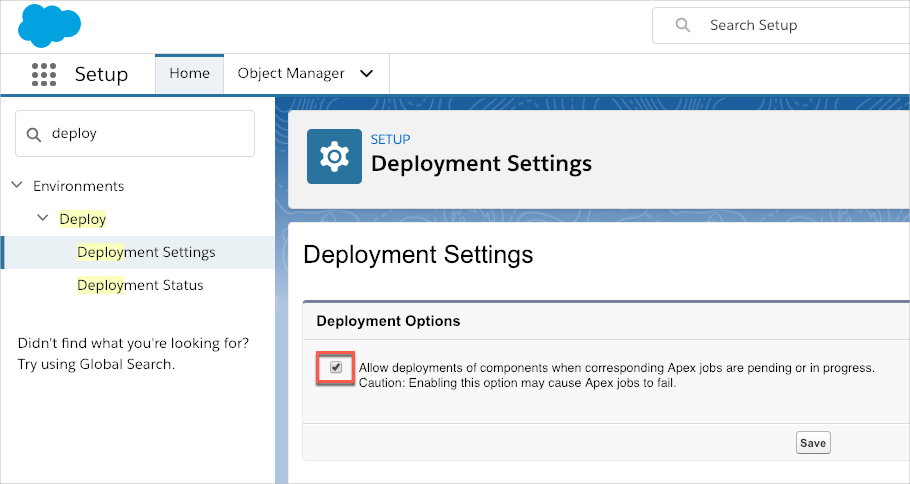 Search Setup
Setup
Home
Object Manager
deploy
Environments
Deploy
Deployment Settings
Deployment Status
Didn't find what you're looking for?
Try using Global Search.
SETUP
Deployment Settings
Deployment Settings
Deployment Options
Allow deployments of components when corresponding Apex jobs are pending or in progress.
Caution: Enabling this option may cause Apex jobs to fail.
Save